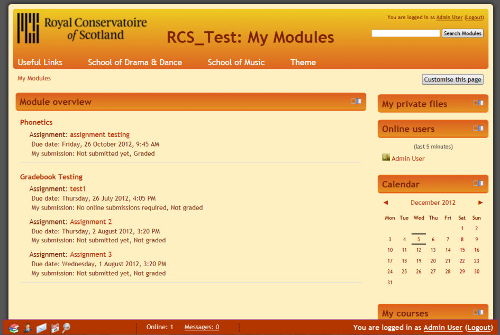 Royal Conservatoire
of Scotland
RCS_Test: My Modules
You are logged in as Admin User (Logout)
Search Modules
Useful Links School of Drama & Dance School of Music Theme
My Modules
Customise this page
Module overview
Phonetics
Assignment: assignment testing
Due date: Friday, 26 October 2012, 9:45 AM
My submission: Not submitted yet, Graded
Gradebook Testing
Assignment: test1
Due date: Thursday, 26 July 2012, 4:05 PM
My submission: No online submissions required, Not graded
Assignment: Assignment 2
Due date: Thursday, 2 August 2012, 3:20 PM
My submission: Not submitted yet, Not graded
Assignment: Assignment 3
Due date: Wednesday, 1 August 2012, 3:20 PM
My submission: Not submitted yet, Not graded
My private files
Online users
(last 5 minutes)
Admin User
Calendar
◄ December 2012 ►
Mon Tue Wed Thu Fri Sat Sun
1 2
3 4 5 6 7 8 9
10 11 12 13 14 15 16
17 18 19 20 21 22 23
24 25 26 27 28 29 30
31
My courses
Online: 1 Messages: 0
You are logged in as Admin User (Logout)